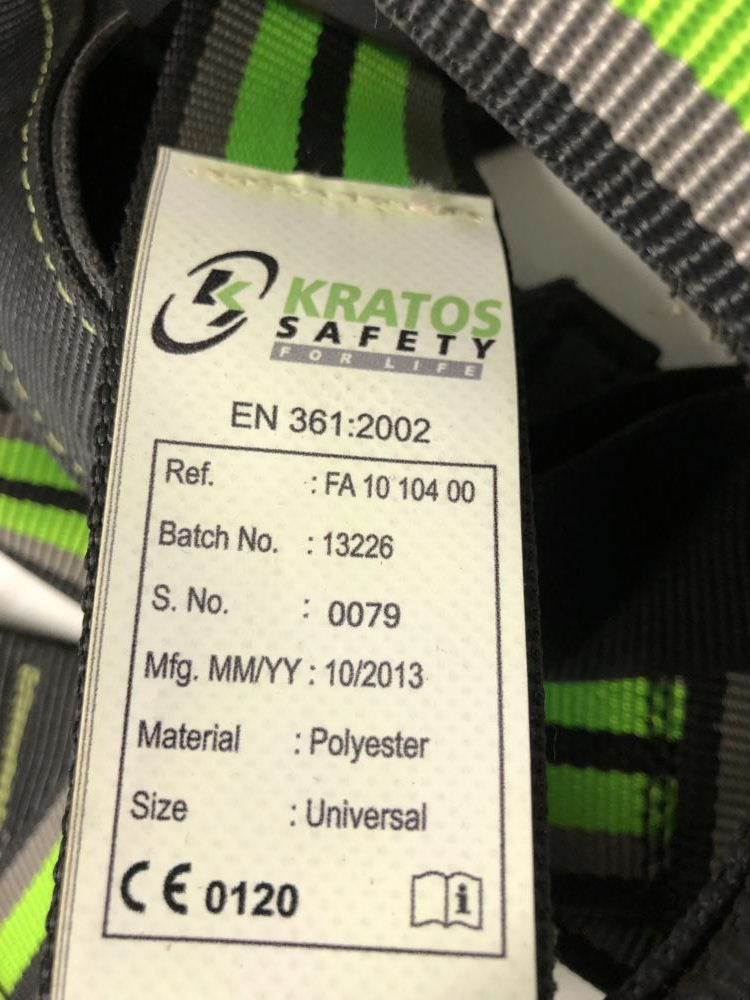 KRATOS
SAFETY
FOR LIFE
EN 361:2002
Ref. : FA 10 104 00
Batch No. : 13226
S. No. : 0079
Mfg. MM/YY : 10/2013
Material : Polyester
Size : Universal
CE 0120
i